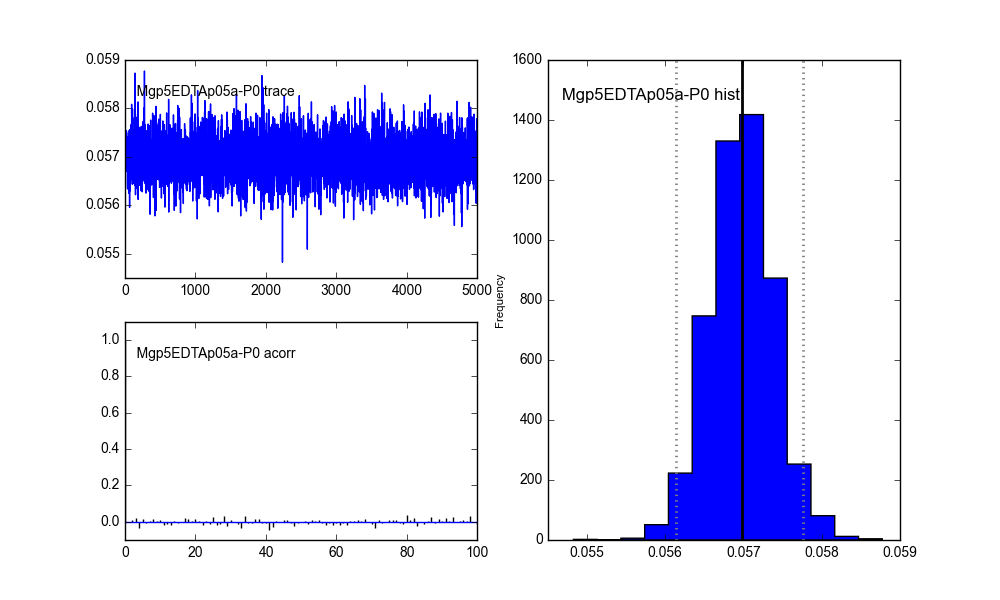 0.059
0.058
0.057
0.056
0.055
Mgp5EDTAp05a-P0 trace
0 1000 2000 3000 4000 5000
1.0
0.8
0.6
0.4
0.2
0.0
Mgp5EDTAp05a-P0 acorr
0 20 40 60 80 100
Frequency
1600
1400
1200
1000
800
600
400
200
0
Mgp5EDTAp05a-P0 hist
0.055 0.056 0.057 0.058 0.059